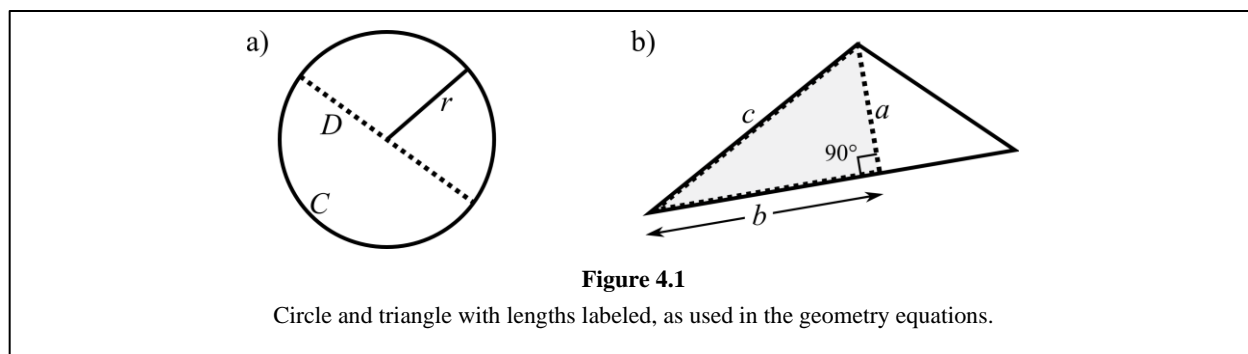 a)
D
r
C
b)
c
a
90°
b
Figure 4.1
Circle and triangle with lengths labeled, as used in the geometry equations.